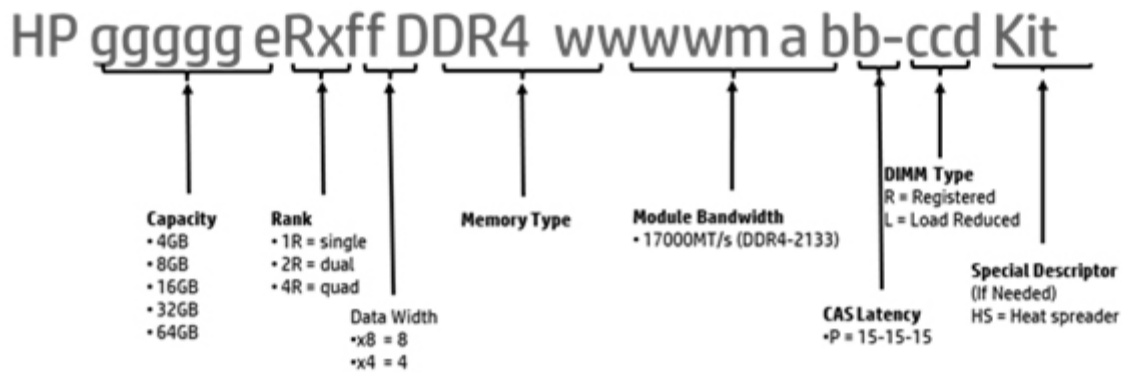 HP ggggg eRxff DDR4 wwwwm a bb-ccd Kit
Capacity
• 4GB
• 8GB
• 16GB
• 32GB
• 64GB
Rank
• 1R = single
• 2R = dual
• 4R = quad
Data Width
•x8 = 8
•x4 = 4
Memory Type
Module Bandwidth
• 17000MT/s (DDR4-2133)
CAS Latency
•P = 15-15-15
DIMM Type
R = Registered
L = Load Reduced
Special Descriptor
(If Needed)
HS = Heat spreader